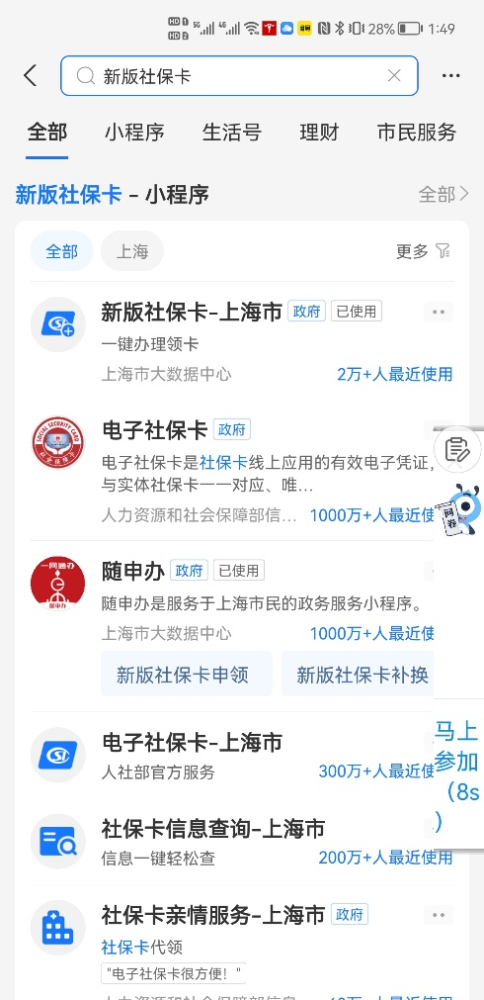 28% 1:49
新版社保卡
全部 小程序 生活号 理财 市民服务
新版社保卡 - 小程序 全部
全部 上海 更多
新版社保卡-上海市 政府 已使用
一键办理领卡
上海市大数据中心 2万+人最近使用
电子社保卡 政府
电子社保卡是社保卡线上应用的有效电子凭证,
与实体社保卡一一对应、唯...
人力资源和社会保障部信... 1000万+人最近使
问卷
随申办 政府 已使用
一网通办
随申办
随申办是服务于上海市民的政务服务小程序。
上海市大数据中心 1000万+人最近使
新版社保卡申领 新版社保卡补换
电子社保卡-上海市
人社部官方服务 300万+人最近使
马上
参加
(8s
)
社保卡信息查询-上海市
信息一键轻松查 200万+人最近使用
社保卡亲情服务-上海市 政府
社保卡代领
"电子社保卡很方便！"